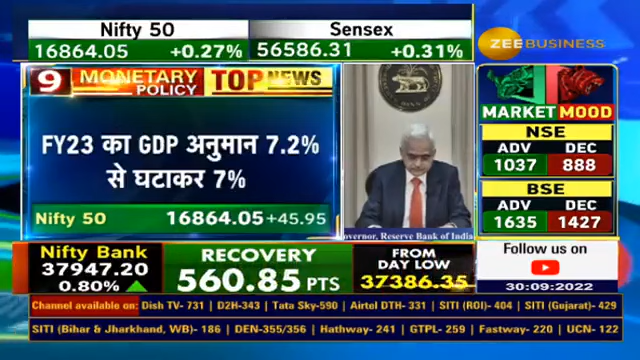 Nifty 50
16864.05 +0.27%
Sensex
56586.31 +0.31%
ZEE BUSINESS
9 MONETARY POLICY TOP NEWS
FY23 का GDP अनुमान 7.2%
से घटाकर 7%
Nifty 50 16864.05 +45.95
RESERVE BANK OF INDIA
overnor, Reserve Bank of India
MARKET MOOD
NSE
ADV DEC
1037 888
BSE
ADV DEC
1635 1427
Nifty Bank
37947.20
0.80%
RECOVERY
560.85 PTS
FROM
DAY LOW
37386.35
Follow us on
30:09:2022
Channel available on: Dish TV- 731 | D2H-343 | Tata Sky-590 | Airtel DTH- 331 | SITI (ROI)- 404 | SITI (Gujarat)- 429
SITI (Bihar & Jharkhand, WB)- 186 | DEN-355/356 | Hathway- 241 | GTPL- 259 | Fastway- 220 | UCN- 122